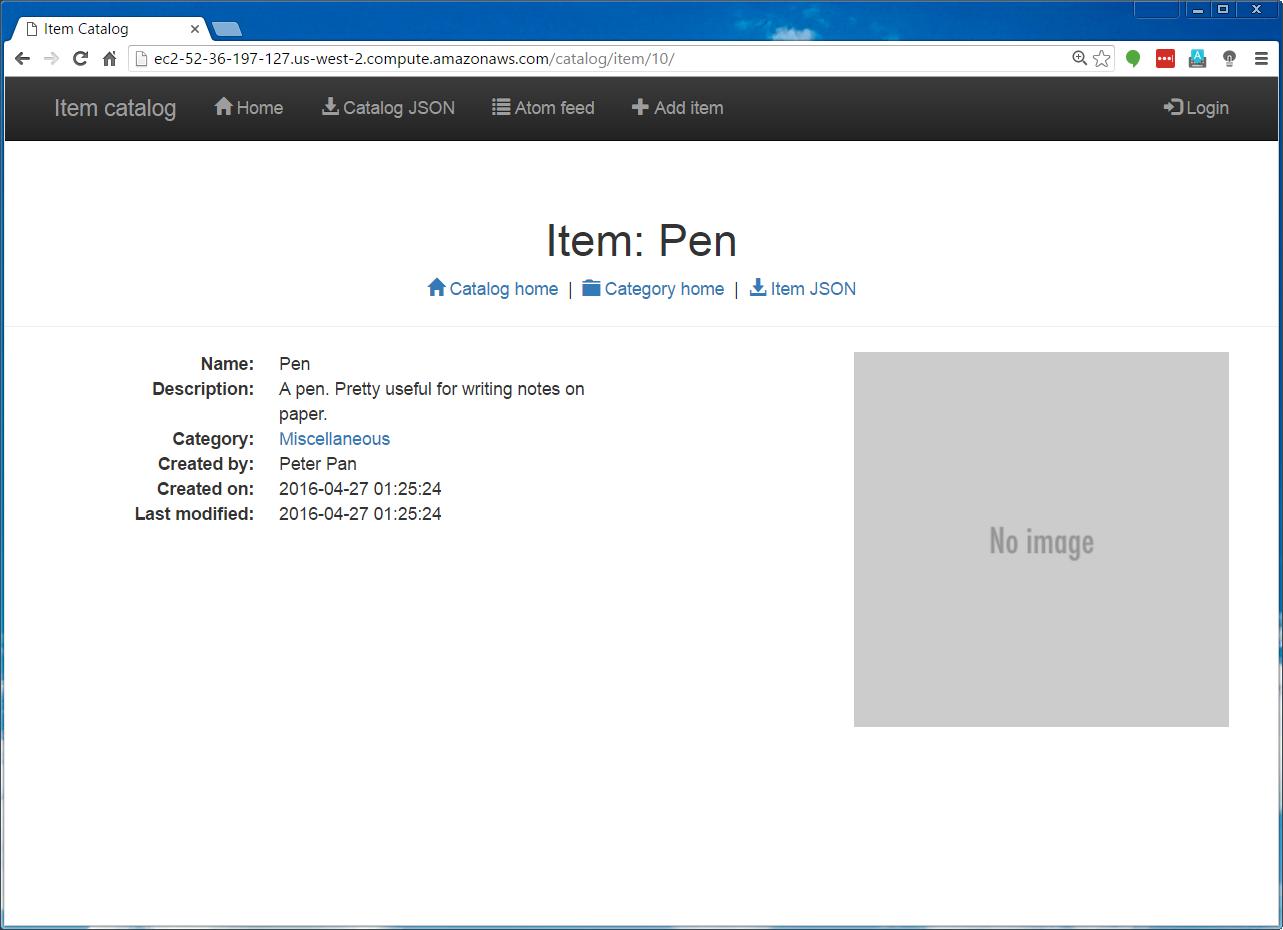 Item Catalog
ec2-52-36-197-127.us-west-2.compute.amazonaws.com/catalog/item/10/
Item catalog Home Catalog JSON Atom feed Add item Login
Item: Pen
Catalog home | Category home | Item JSON
Name: Pen
Description: A pen. Pretty useful for writing notes on
paper.
Category: Miscellaneous
Created by: Peter Pan
Created on: 2016-04-27 01:25:24
Last modified: 2016-04-27 01:25:24
No image